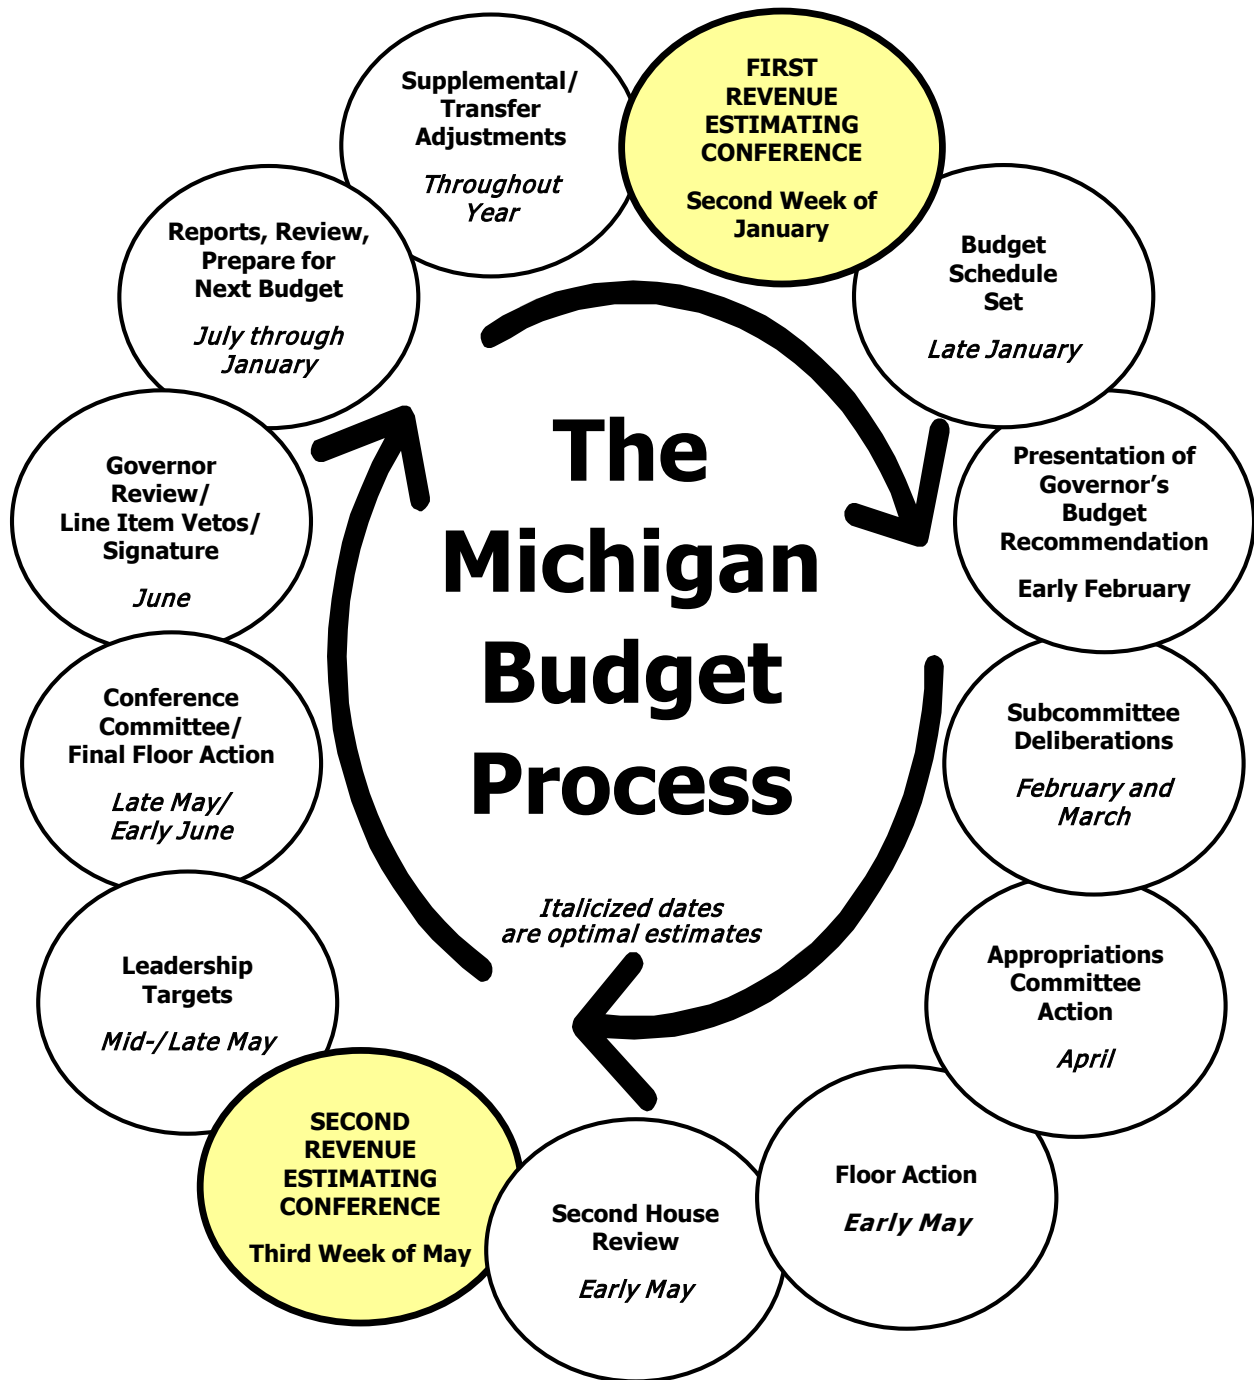 FIRST
REVENUE
ESTIMATING
CONFERENCE
Second Week of
January
Budget
Schedule
Set
Late January
Presentation of
Governor’s
Budget
Recommendation
Early February
Subcommittee
Deliberations
February and
March
Appropriations
Committee
Action
April
Floor Action
Early May
Second House
Review
Early May
SECOND
REVENUE
ESTIMATING
CONFERENCE
Third Week of May
Leadership
Targets
Mid-/Late May
Conference
Committee/
Final Floor Action
Late May/
Early June
Governor
Review/
Line Item Vetos/
Signature
June
Reports, Review,
Prepare for
Next Budget
July through
January
Supplemental/
Transfer
Adjustments
Throughout
Year
The
Michigan
Budget
Process
Italicized dates
are optimal estimates